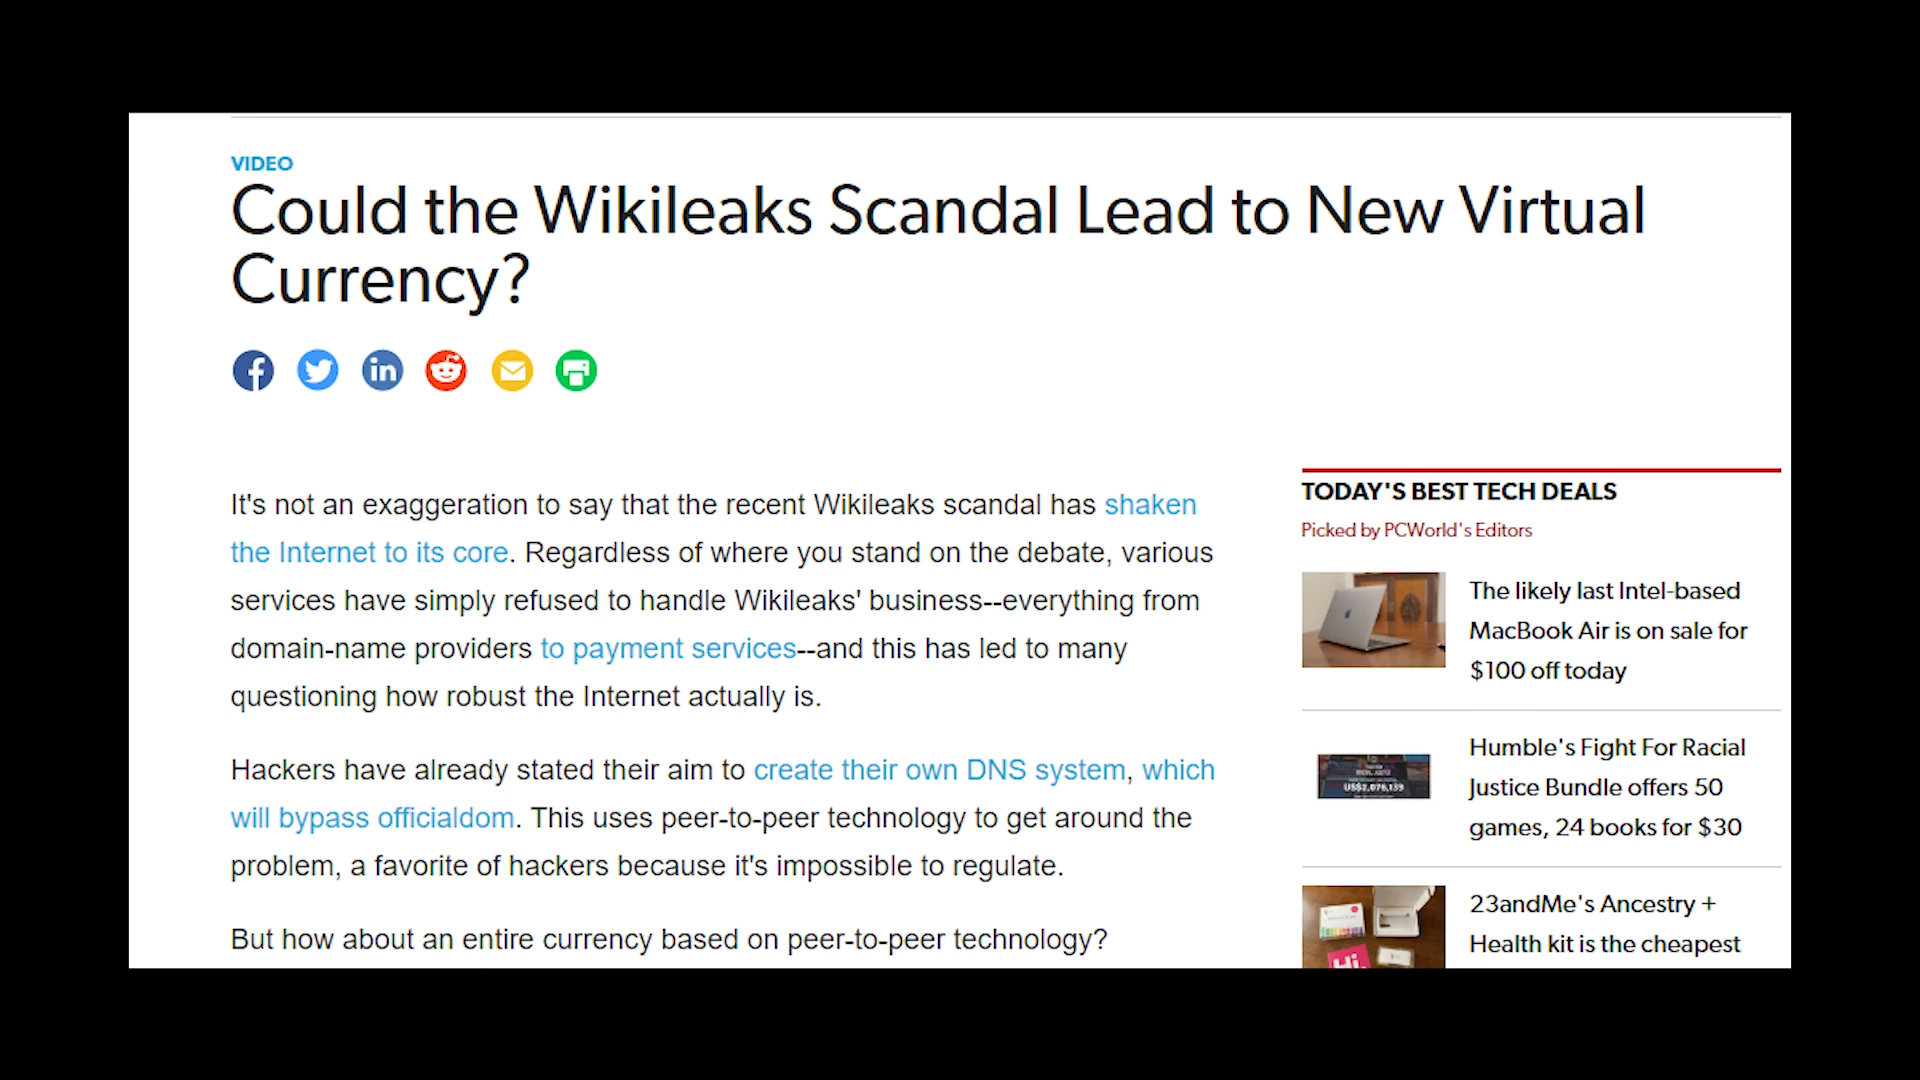 VIDEO
Could the Wikileaks Scandal Lead to New Virtual
Currency?
It's not an exaggeration to say that the recent Wikileaks scandal has shaken
the Internet to its core. Regardless of where you stand on the debate, various
services have simply refused to handle Wikileaks' business--everything from
domain-name providers to payment services--and this has led to many
questioning how robust the Internet actually is.
Hackers have already stated their aim to create their own DNS system, which
will bypass officialdom. This uses peer-to-peer technology to get around the
problem, a favorite of hackers because it's impossible to regulate.
But how about an entire currency based on peer-to-peer technology?
TODAY'S BEST TECH DEALS
Picked by PCWorld's Editors
The likely last Intel-based
MacBook Air is on sale for
$100 off today
US$2,076,139
Humble's Fight For Racial
Justice Bundle offers 50
games, 24 books for $30
Hi.
23andMe's Ancestry +
Health kit is the cheapest